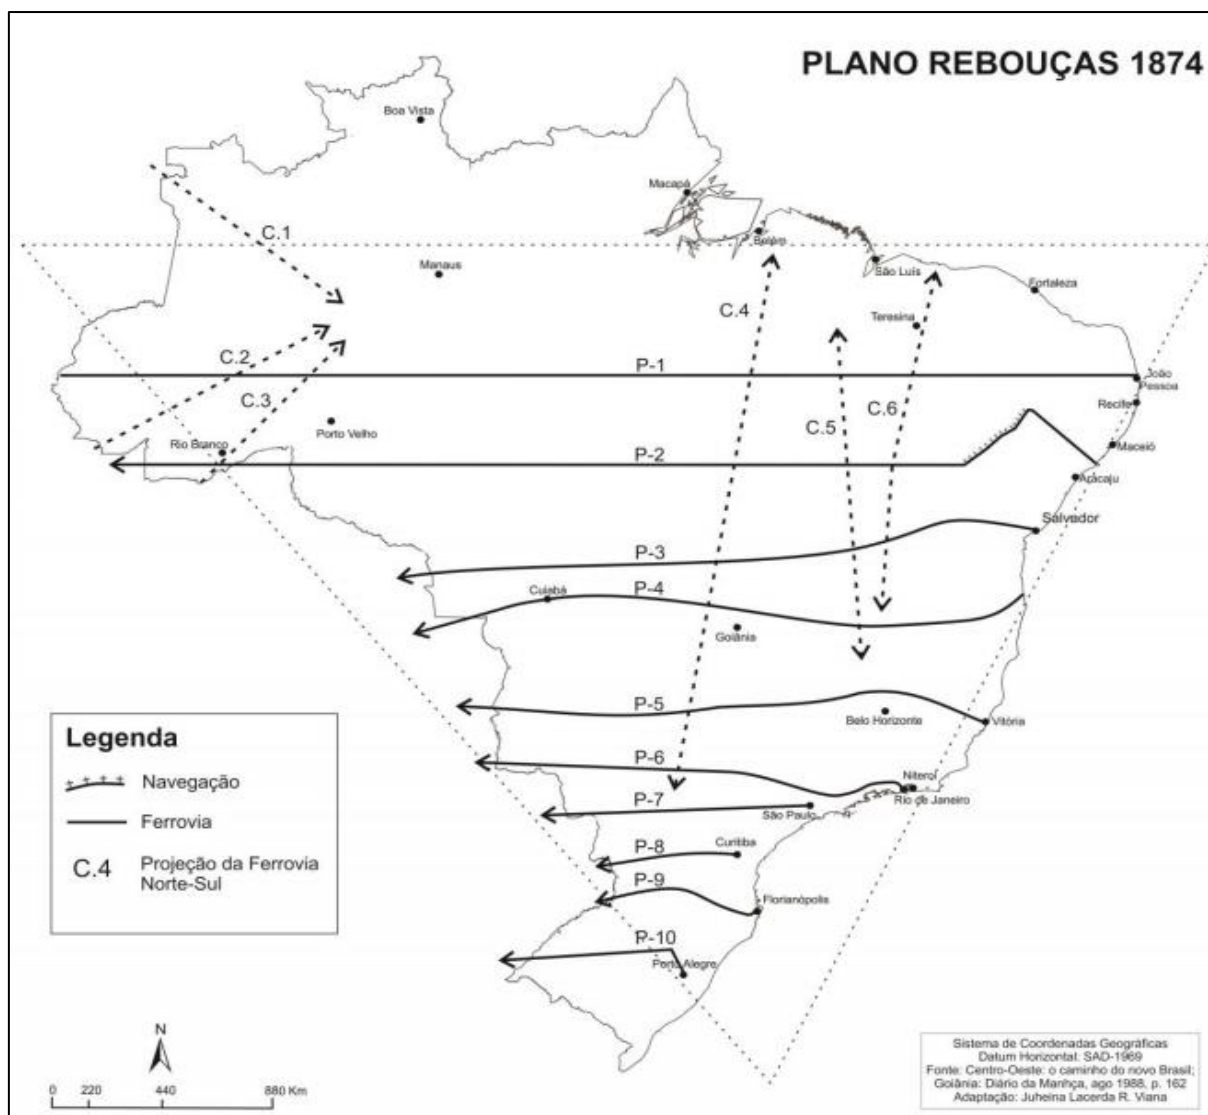 PLANO REBOUÇAS 1874
Boa Vista
Macapá
Belém
C.1
São Luís
Manaus
Fortaleza
C.4
Teresina
C.2
P-1
João
Pessoa
C.3
Recife
C.6
C.5
Porto Velho
Rio Branco
Maceió
P-2
Aracaju
Salvador
P-3
Cuiabá
P-4
Goiânia
P-5
Belo Horizonte
Vitória
Legenda
Navegação
Ferrovia
C.4
Projeção da Ferrovia
Norte-Sul
P-6
Niteroi
Rio de Janeiro
P-7
São Paulo
P-8
Curitiba
P-9
Florianópolis
P-10
Porto Alegre
N
0 220 440 880 Km
Sistema de Coordenadas Geográficas
Datum Horizontal: SAD-1969
Fonte: Centro-Oeste: o caminho do novo Brasil;
Goiânia: Diário da Manhça, ago 1988, p. 162
Adaptação: Juheina Lacerda R. Viana